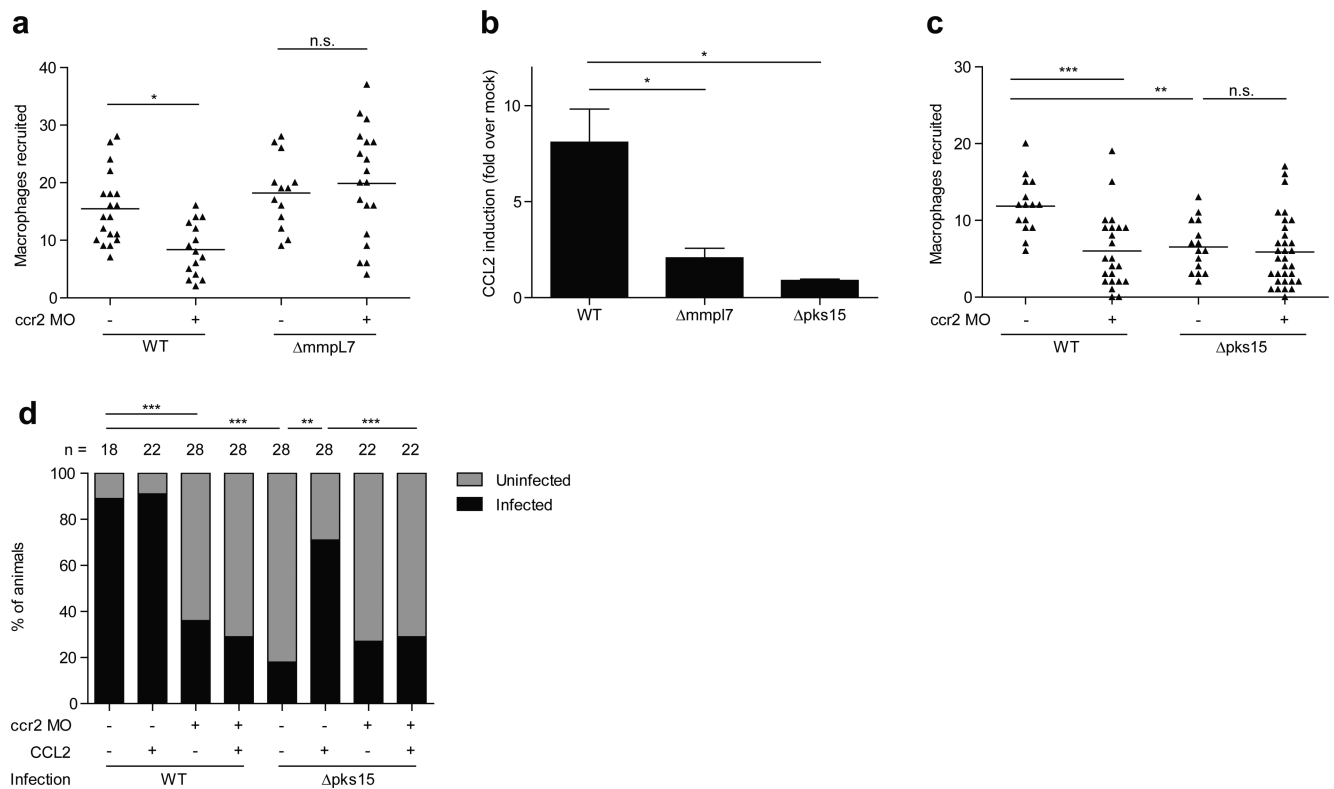 a
n.s.
*
Macrophages recruited
40
30
20
10
0
ccr2 MO - + - +
WT ΔmmpL7
b
*
*
CCL2 induction (fold over mock)
10
5
0
WT Δmmpl7 Δpks15
c
***
** n.s.
Macrophages recruited
30
20
10
0
ccr2 MO - + - +
WT Δpks15
d
***
*** ** ***
n = 18 22 28 28 28 28 22 22
% of animals
100
80
60
40
20
0
Uninfected
Infected
ccr2 MO - - + + - - + +
CCL2 - + - + - + - +
Infection WT Δpks15